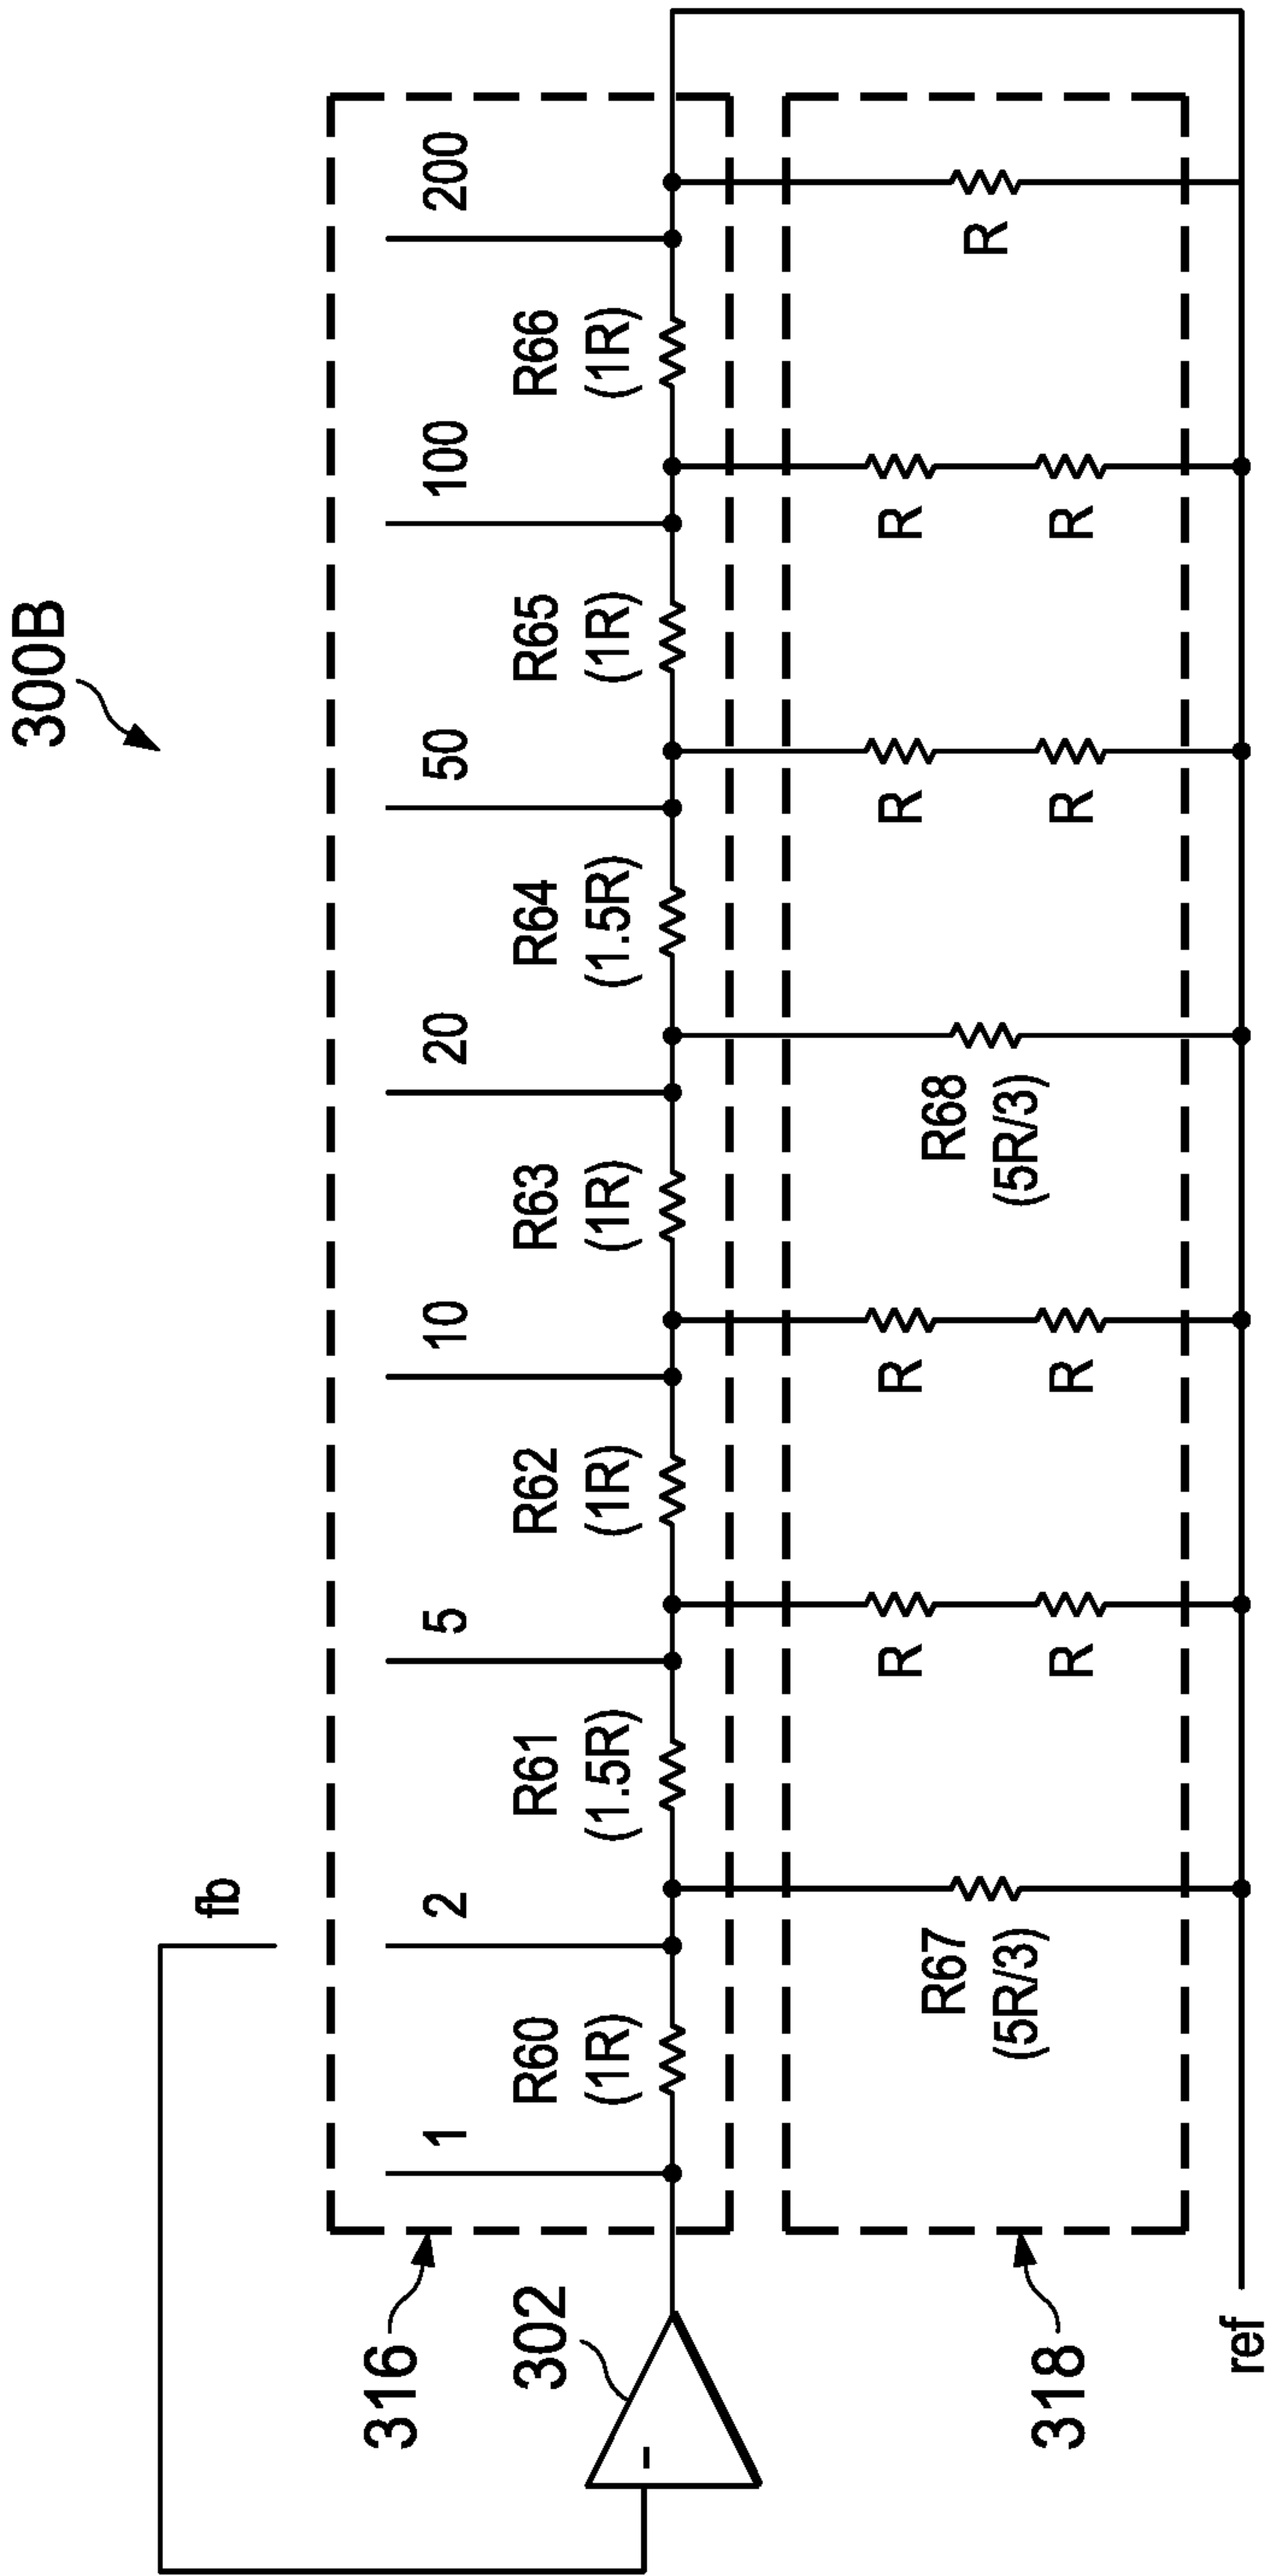 300B
fb
1
2
5
10
20
50
100
200
R60
(1R)
R61
(1.5R)
R62
(1R)
R63
(1R)
R64
(1.5R)
R65
(1R)
R66
(1R)
316
302
-
318
R67
(5R/3)
R
R
R
R
R68
(5R/3)
R
R
R
R
R
ref